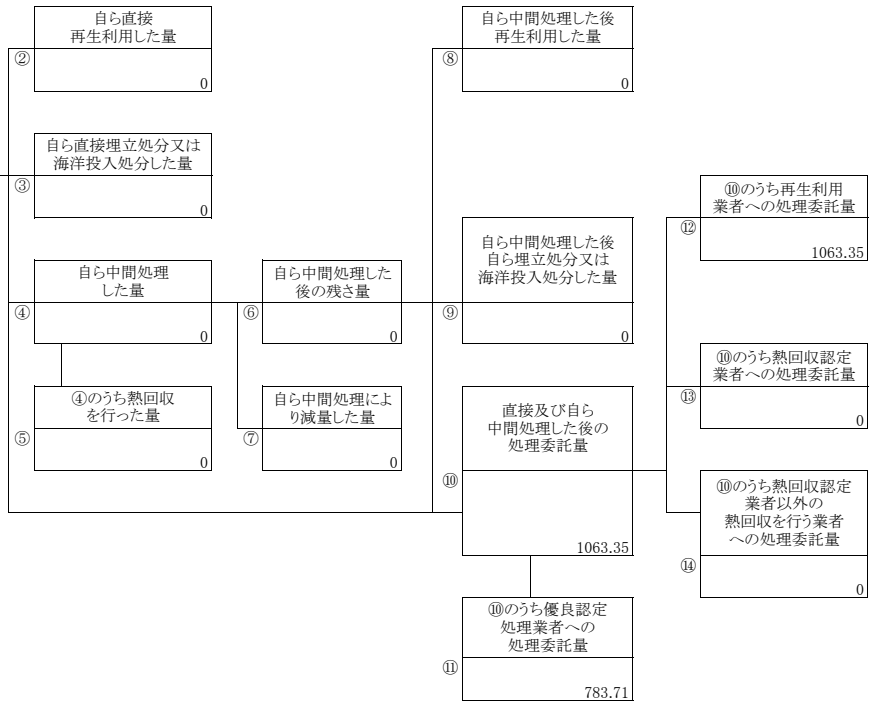 自ら直接
再生利用した量
②
0
自ら直接埋立処分又は
海洋投入処分した量
③
0
自ら中間処理
した量
④
0
④のうち熱回収
を行った量
⑤
0
自ら中間処理した
後の残さ量
⑥
0
自ら中間処理によ
り減量した量
⑦
0
自ら中間処理した後
再生利用した量
⑧
0
自ら中間処理した後
自ら埋立処分又は
海洋投入処分した量
⑨
0
直接及び自ら
中間処理した後の
処理委託量
⑩
1063.35
⑩のうち優良認定
処理業者への
処理委託量
⑪
783.71
⑩のうち再生利用
業者への処理委託量
⑫
1063.35
⑩のうち熱回収認定
業者への処理委託量
⑬
0
⑩のうち熱回収認定
業者以外の
熱回収を行う業者
への処理委託量
⑭
0